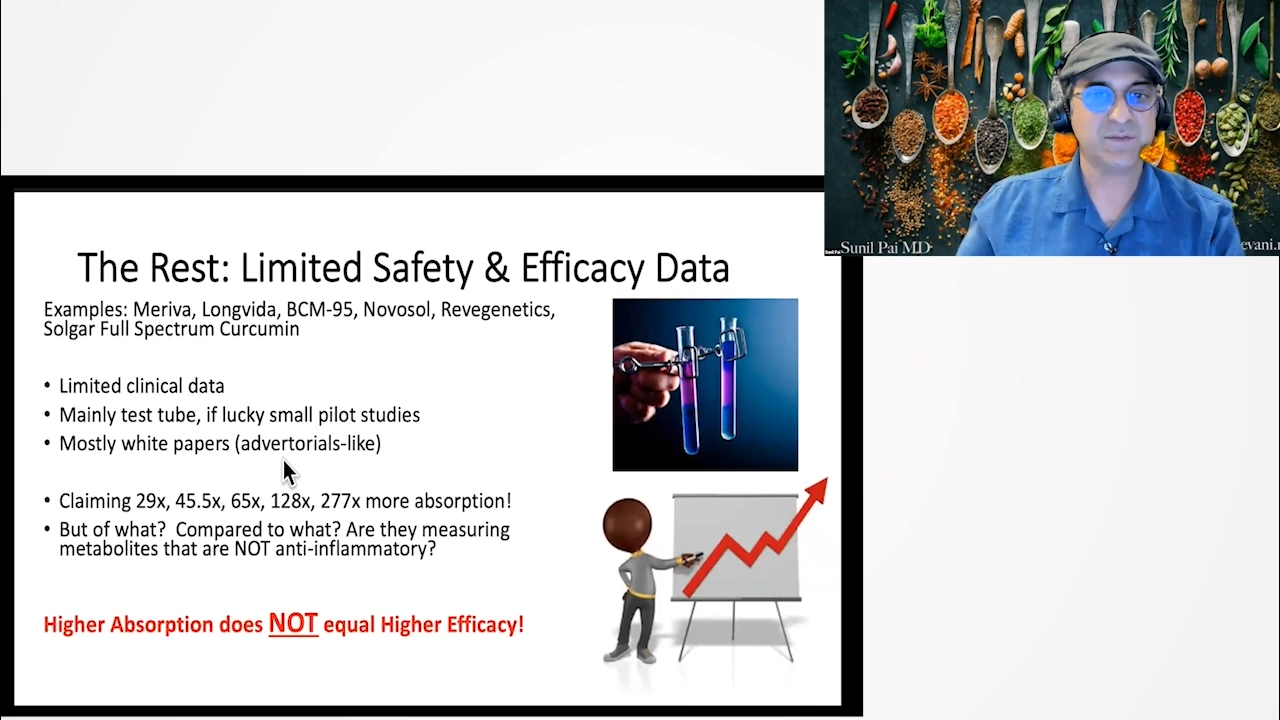 Sunil Pai MD
evani.
Sunil Pai
The Rest: Limited Safety & Efficacy Data
Examples: Meriva, Longvida, BCM-95, Novosol, Revegenetics,
Solgar Full Spectrum Curcumin
• Limited clinical data
• Mainly test tube, if lucky small pilot studies
• Mostly white papers (advertorials-like)
• Claiming 29x, 45.5x, 65x, 128x, 277x more absorption!
• But of what? Compared to what? Are they measuring
metabolites that are NOT anti-inflammatory?
Higher Absorption does NOT equal Higher Efficacy!